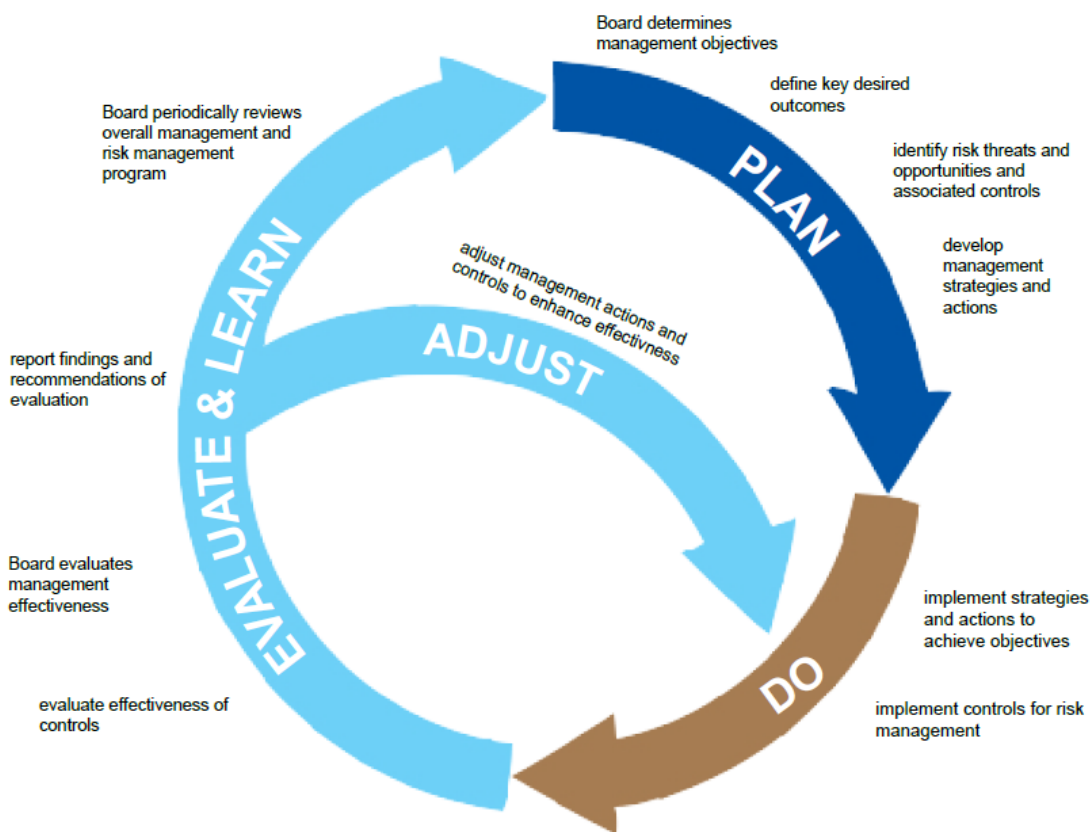 Board determines
management objectives
define key desired
outcomes
identify risk threats and
opportunities and
associated controls
develop
management
strategies and
actions
PLAN
implement strategies
and actions to
achieve objectives
implement controls for risk
management
DO
evaluate effectiveness of
controls
Board evaluates
management
effectiveness
report findings and
recommendations of
evaluation
Board periodically reviews
overall management and
risk management
program
EVALUATE & LEARN
adjust management actions and
controls to enhance effectivness
ADJUST